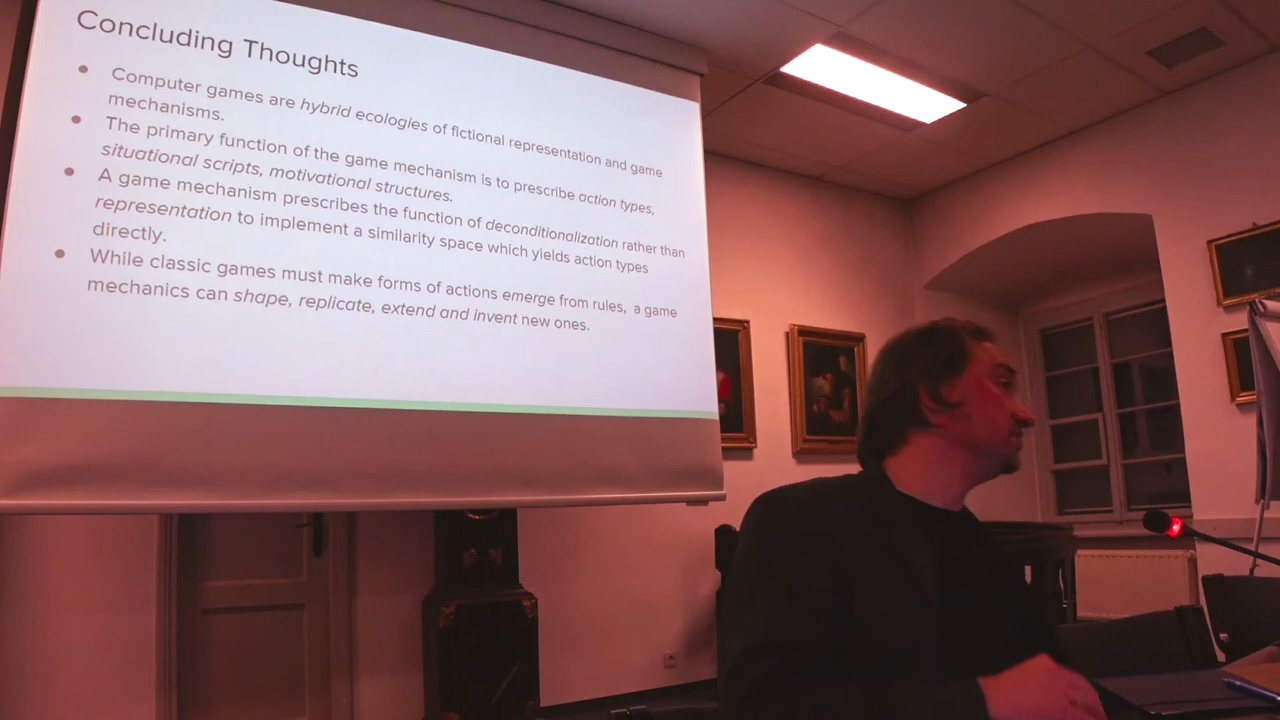 Concluding Thoughts
Computer games are hybrid ecologies of fictional representation and game
mechanisms.
The primary function of the game mechanism is to prescribe action types,
situational scripts, motivational structures.
A game mechanism prescribes the function of deconditionalization rather than
representation to implement a similarity space which yields action types
directly.
While classic games must make forms of actions emerge from rules, a game
mechanics can shape, replicate, extend and invent new ones.